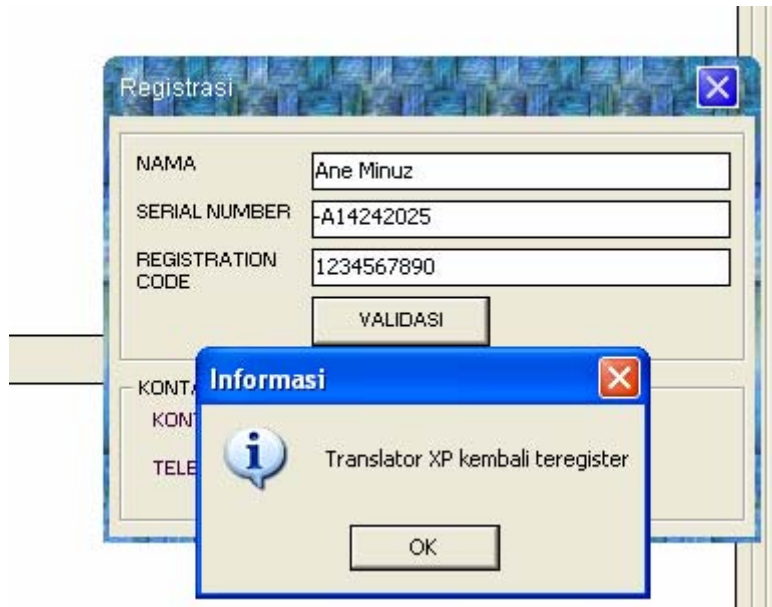 Registrasi
NAMA
Ane Minuz
SERIAL NUMBER
-A14242025
REGISTRATION
CODE
1234567890
VALIDASI
Informasi
Translator XP kembali teregister
OK